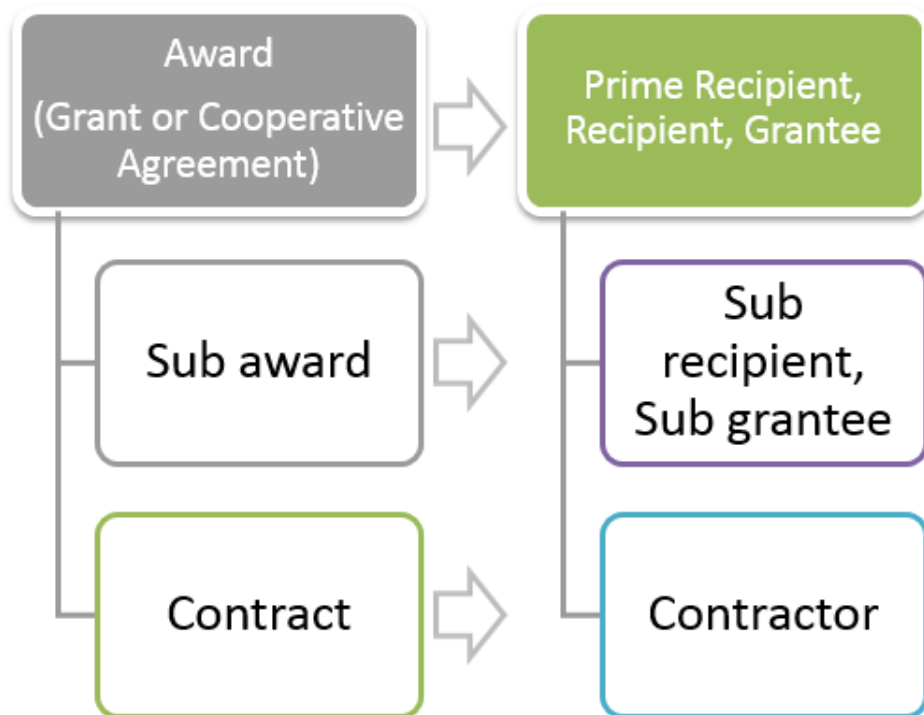 Award
(Grant or Cooperative
Agreement)
Prime Recipient,
Recipient, Grantee
Sub award
Sub
recipient,
Sub grantee
Contract
Contractor